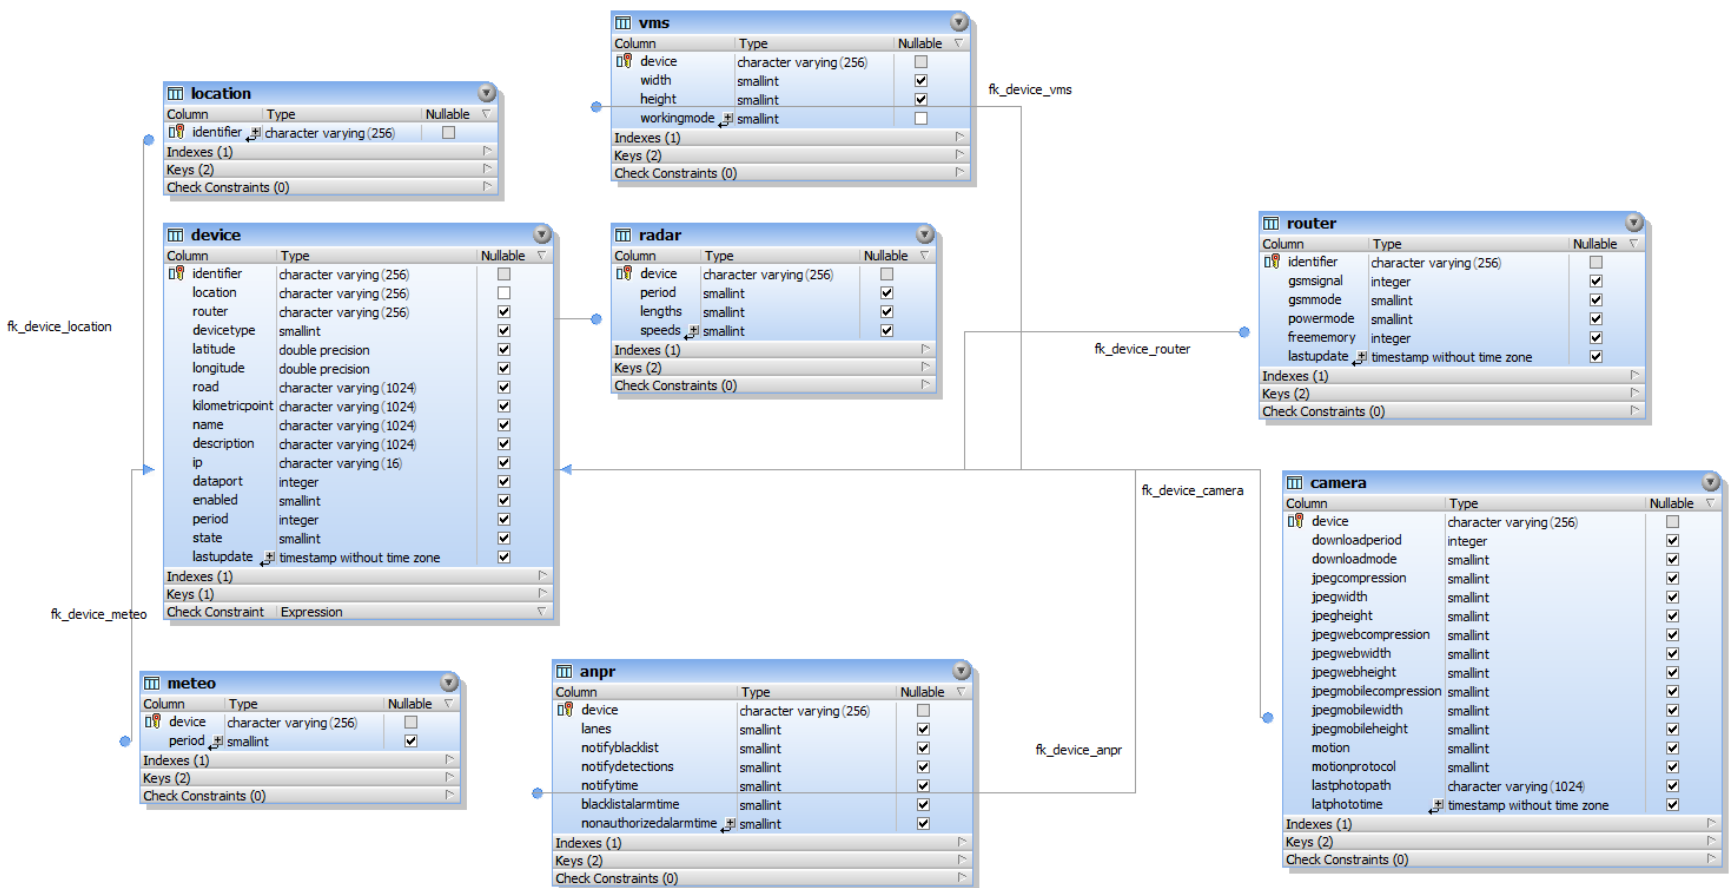 vms
Column Type Nullable
device character varying (256)
width smallint
height smallint
workingmode smallint
Indexes (1)
Keys (2)
Check Constraints (0)
fk_device_vms
location
Column Type Nullable
identifier character varying (256)
Indexes (1)
Keys (2)
Check Constraints (0)
fk_device_location
device
Column Type Nullable
identifier character varying (256)
location character varying (256)
router character varying (256)
devicetype smallint
latitude double precision
longitude double precision
road character varying (1024)
kilometricpoint character varying (1024)
name character varying (1024)
description character varying (1024)
ip character varying (16)
dataport integer
enabled smallint
period integer
state smallint
lastupdate timestamp without time zone
Indexes (1)
Keys (1)
Check Constraint Expression
radar
Column Type Nullable
device character varying (256)
period smallint
lengths smallint
speeds smallint
Indexes (1)
Keys (2)
Check Constraints (0)
fk_device_router
router
Column Type Nullable
identifier character varying (256)
gsmsignal integer
gsmmode smallint
powermode smallint
freememory integer
lastupdate timestamp without time zone
Indexes (1)
Keys (2)
Check Constraints (0)
fk_device_camera
camera
Column Type Nullable
device character varying (256)
downloadperiod integer
downloadmode smallint
jpegcompression smallint
jpegwidth smallint
jpegheight smallint
jpegwebcompression smallint
jpegwebwidth smallint
jpegwebheight smallint
jpegmobilecompression smallint
jpegmobilewidth smallint
jpegmobileheight smallint
motion smallint
motionprotocol smallint
lastphotopath character varying (1024)
latphototime timestamp without time zone
Indexes (1)
Keys (2)
Check Constraints (0)
fk_device_meteo
meteo
Column Type Nullable
device character varying (256)
period smallint
Indexes (1)
Keys (2)
Check Constraints (0)
anpr
Column Type Nullable
device character varying (256)
lanes smallint
notifyblacklist smallint
notifydetections smallint
notifytime smallint
blacklistalarmtime smallint
nonauthorizedalarmtime smallint
Indexes (1)
Keys (2)
Check Constraints (0)
fk_device_anpr